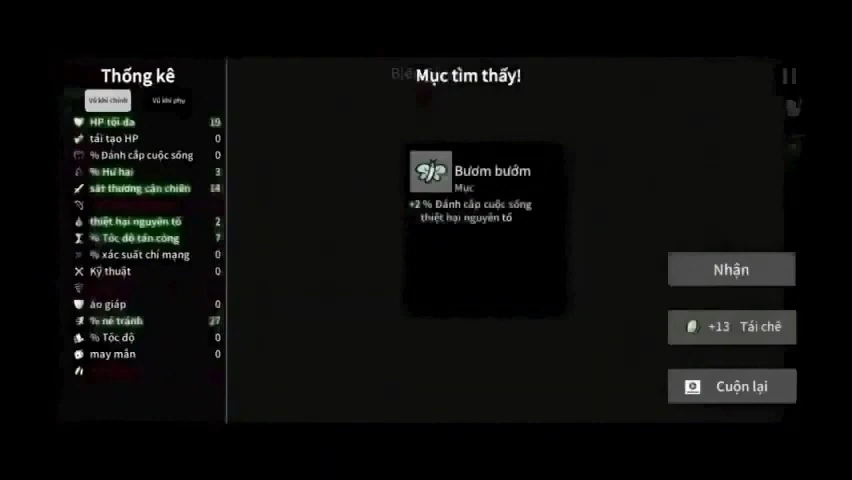 Thống kê
Vũ khí chính
Vũ khí phụ
HP tối đa 19
tái tạo HP 0
% Đánh cắp cuộc sống 0
% Hư hại 3
sát thương cận chiến 14
thiệt hại nguyên tố 2
% Tốc độ tấn công 7
% xác suất chí mạng 0
Kỹ thuật 0
áo giáp 0
% né tránh 27
% Tốc độ 0
may mắn 0
Mục tìm thấy!
Bươm bướm
Mục
+2 % Đánh cắp cuộc sống
thiệt hại nguyên tố
Nhận
+13 Tái chế
Cuộn lại